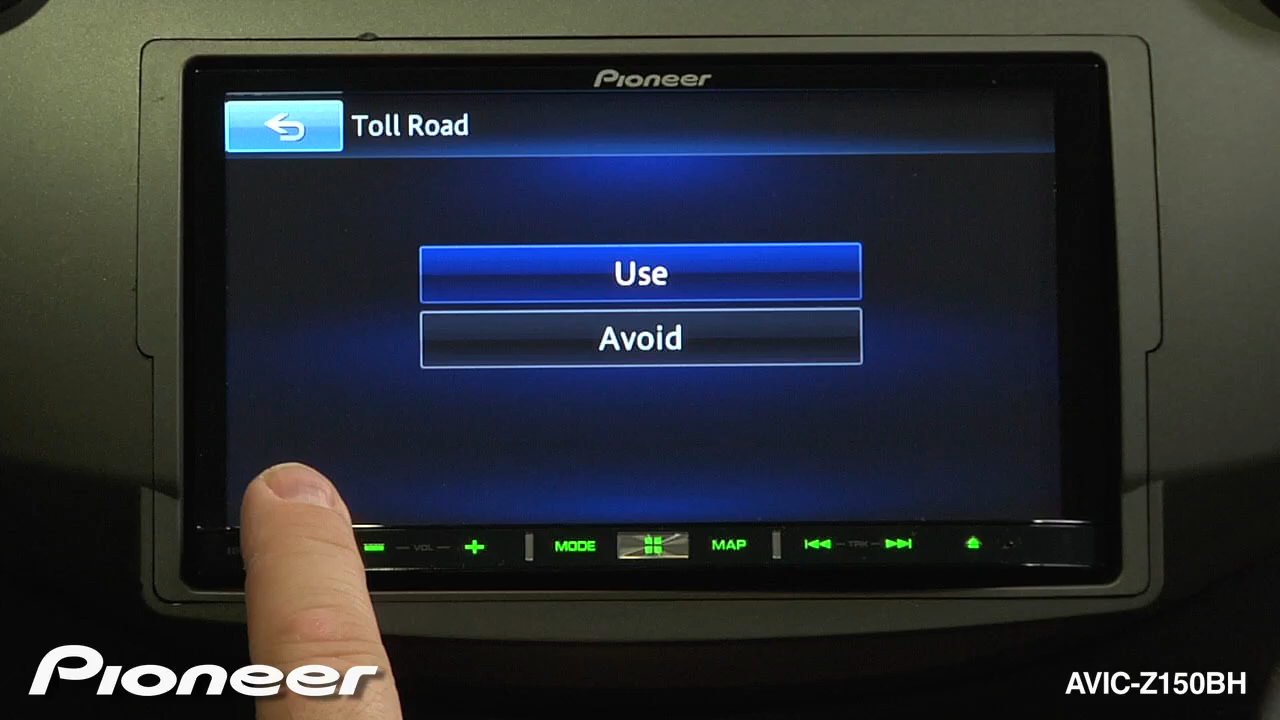 Pioneer
Toll Road
Use
Avoid
VOL
MODE
MAP
TRK
Pioneer
AVIC-Z150BH